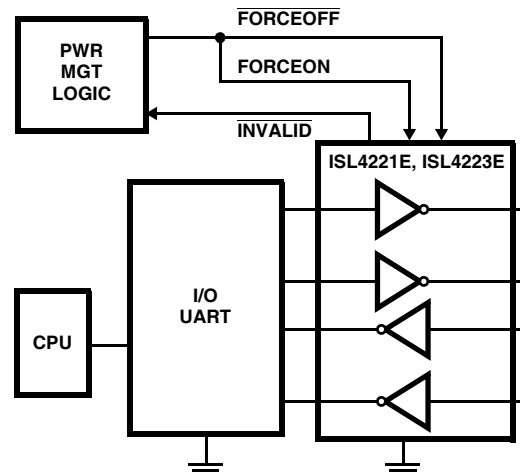 FORCEOFF
PWR
MGT
LOGIC
FORCEON
INVALID
ISL4221E, ISL4223E
I/O
UART
CPU